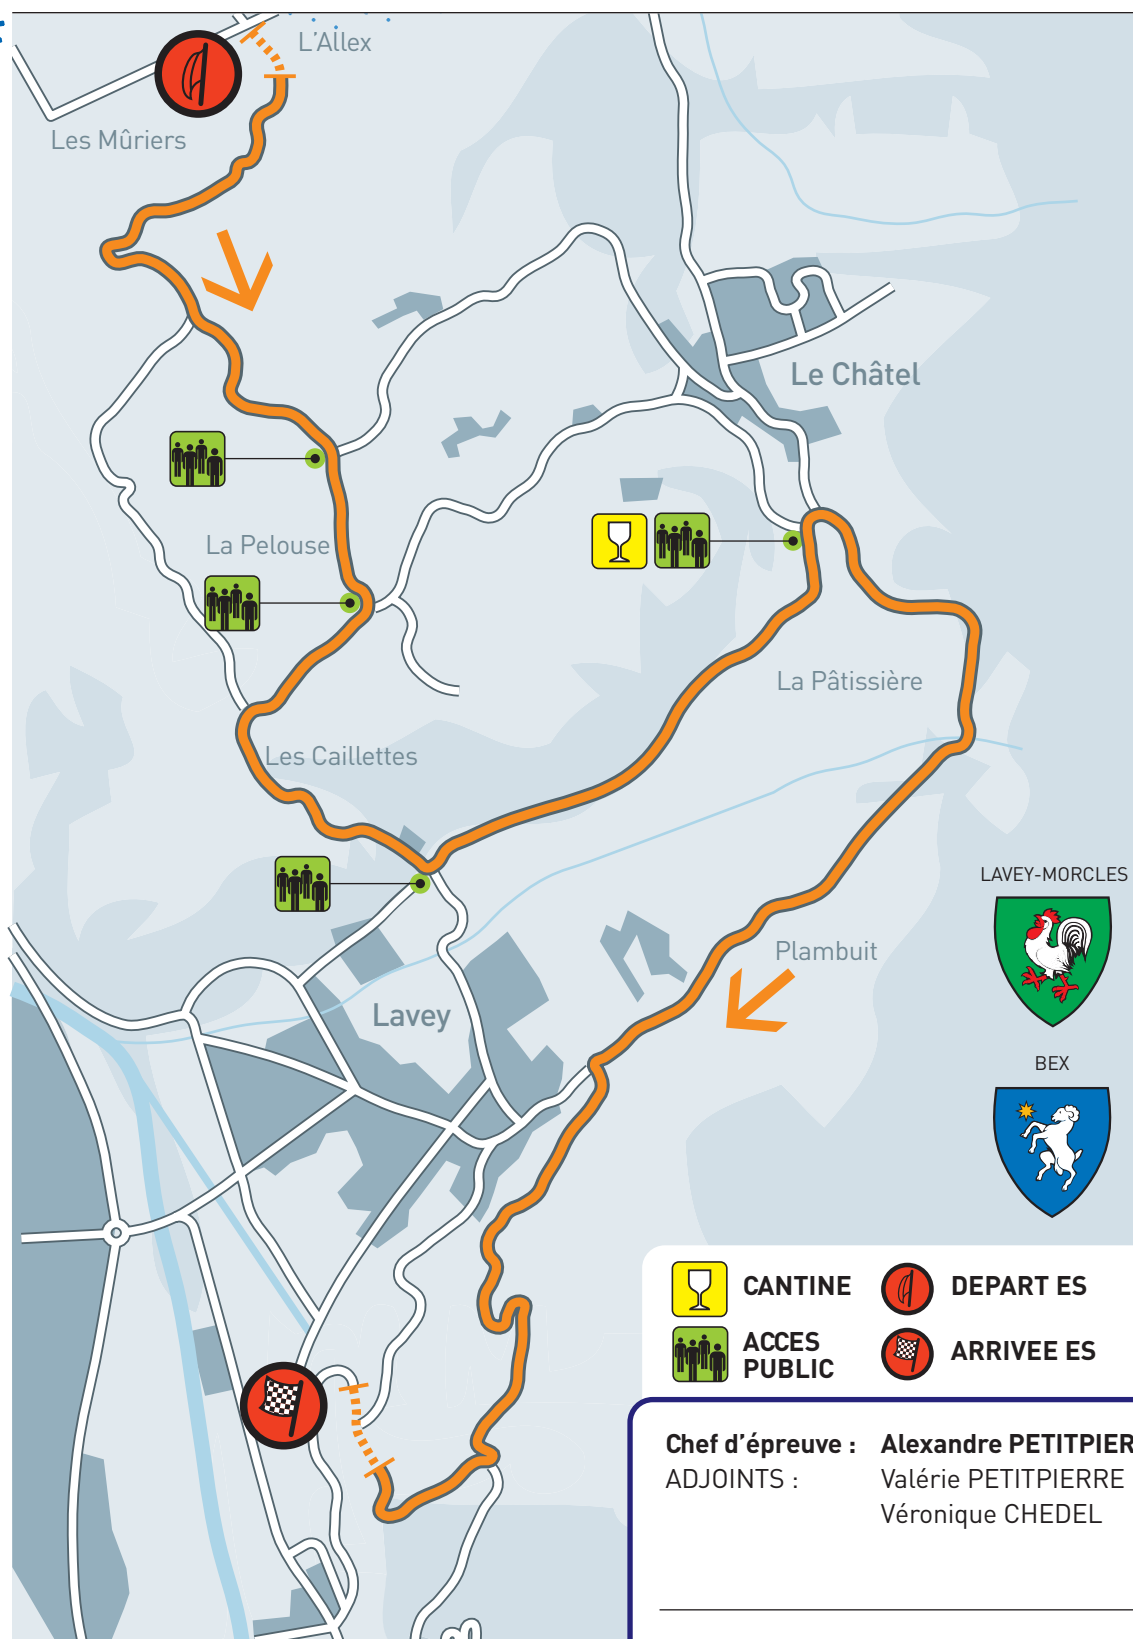 L'Allex
Les Mûriers
Le Châtel
La Pelouse
La Pâtissière
Les Caillettes
LAVEY-MORCLES
Plambuit
Lavey
BEX
CANTINE
DEPART ES
ACCES
PUBLIC
ARRIVEE ES
Chef d'épreuve : Alexandre PETITPIER
ADJOINTS : Valérie PETITPIERRE
Véronique CHEDEL